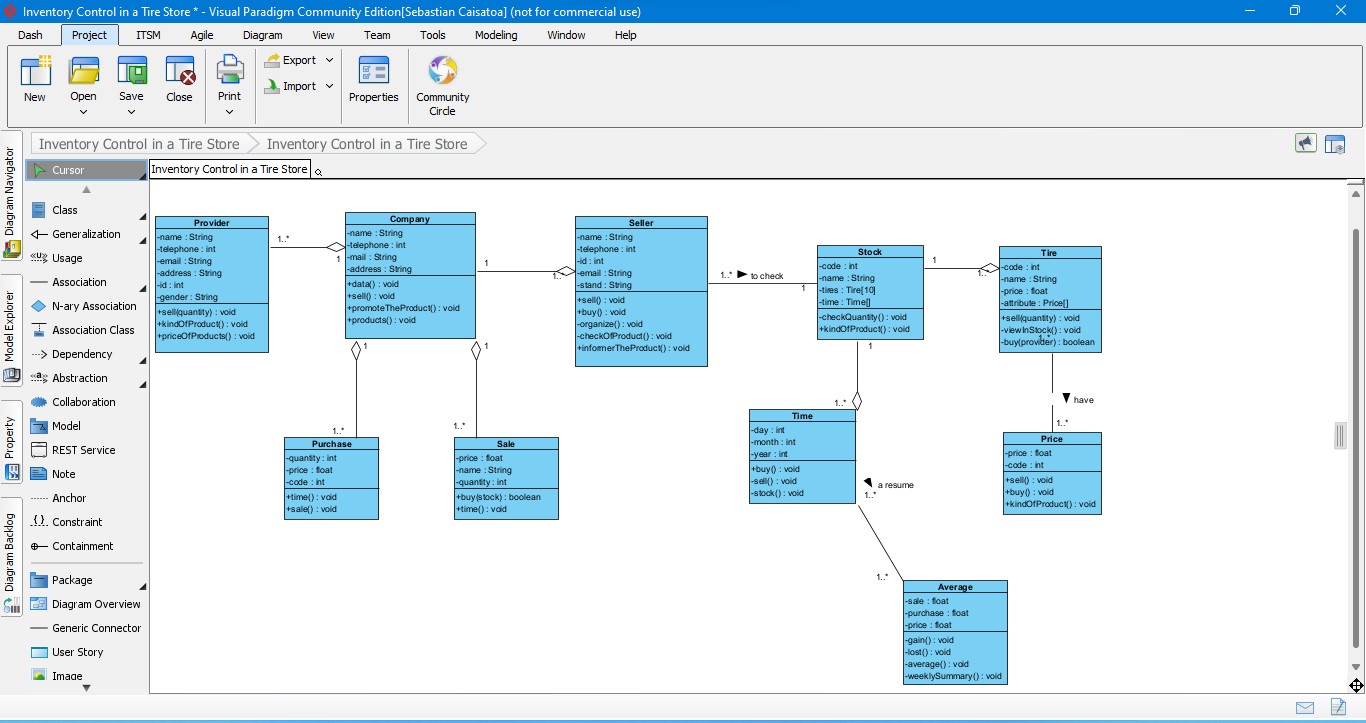 Inventory Control in a Tire Store * - Visual Paradigm Community Edition[Sebastian Caisatoa] (not for commercial use)
Dash Project ITSM Agile Diagram View Team Tools Modeling Window Help
New
Open
Save
Close
Print
Export
Import
Properties
Community
Circle
Inventory Control in a Tire Store Inventory Control in a Tire Store
Inventory Control in a Tire Store
Diagram Navigator
Model Explorer
Property
Diagram Backlog
Cursor
Class
Generalization
Usage
Association
N-ary Association
Association Class
Dependency
Abstraction
Collaboration
Model
REST Service
Note
Anchor
Constraint
Containment
Package
Diagram Overview
Generic Connector
User Story
Image
Provider
-name : String
-telephone : int
-email : String
-address : String
-id : int
-gender : String
+sell(quantity) : void
+kindOfProduct() : void
+priceOfProducts() : void
1..*
1
Company
-name : String
-telephone : int
-mail : String
-address : String
+data() : void
+sell() : void
+promoteTheProduct() : void
+products() : void
1
1..*
Seller
-name : String
-telephone : int
-id : int
-email : String
-stand : String
+sell() : void
+buy() : void
-organize() : void
-checkOfProduct() : void
+informerTheProduct() : void
1..*
to check
1
Stock
-code : int
-name : String
-tires : Tire[10]
-time : Time[]
-checkQuantity() : void
+kindOfProduct() : void
1
1..*
Tire
-code : int
-name : String
-price : float
-attribute : Price[]
+sell(quantity) : void
-viewInStock() : void
-buy(provider) : boolean
1..*
have
1..*
Price
-price : float
-code : int
+sell() : void
+buy() : void
+kindOfProduct() : void
1
1..*
Purchase
-quantity : int
-price : float
-code : int
+time() : void
+sale() : void
1
1..*
Sale
-price : float
-name : String
-quantity : int
+buy(stock) : boolean
+time() : void
1
1..*
Time
-day : int
-month : int
-year : int
+buy() : void
-sell() : void
-stock() : void
a resume
1..*
1..*
Average
-sale : float
-purchase : float
-price : float
-gain() : void
-lost() : void
-average() : void
-weeklySummary() : void